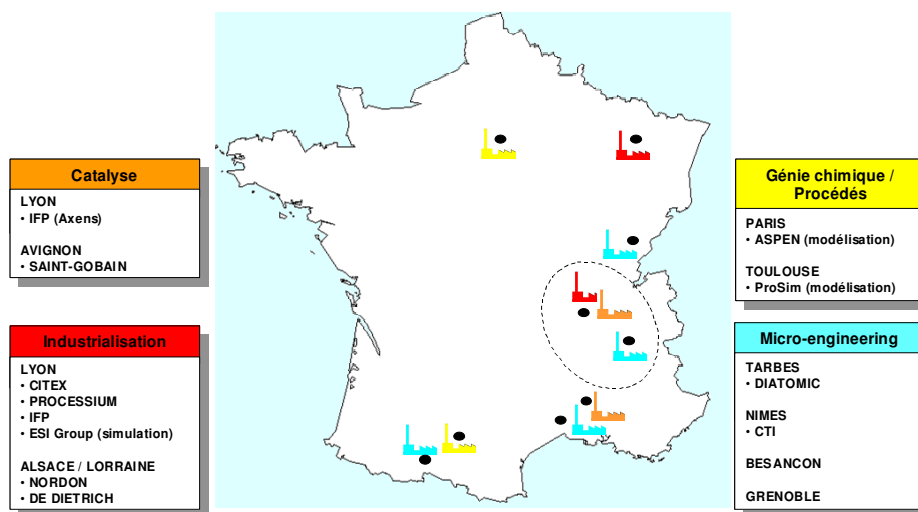 Catalyse
LYON
• IFP (Axens)
AVIGNON
• SAINT-GOBAIN
Industrialisation
LYON
• CITEX
• PROCESSIUM
• IFP
• ESI Group (simulation)
ALSACE / LORRAINE
• NORDON
• DE DIETRICH
Génie chimique /
Procédés
PARIS
• ASPEN (modélisation)
TOULOUSE
• ProSim (modélisation)
Micro-engineering
TARBES
• DIATOMIC
NIMES
• CTI
BESANCON
GRENOBLE